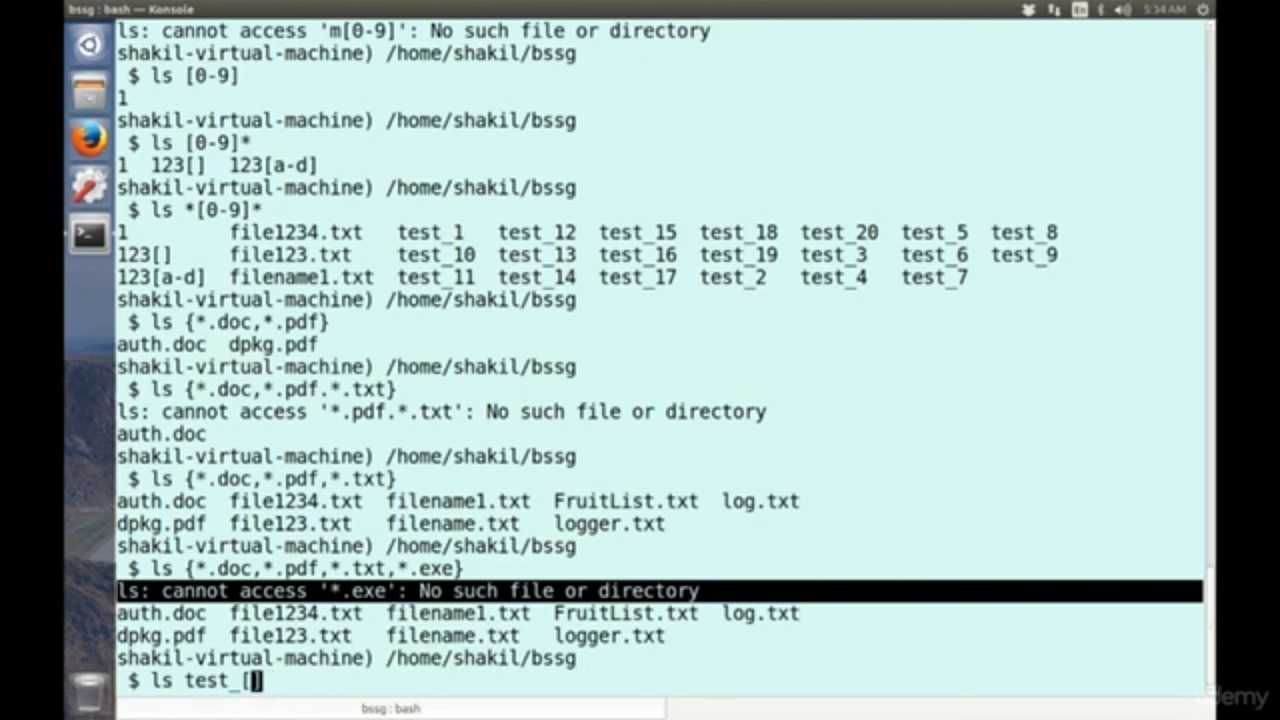 bssg : bash — Konsole
En
5:34 AM
ls: cannot access 'm[0-9]': No such file or directory
shakil-virtual-machine) /home/shakil/bssg
$ ls [0-9]
1
shakil-virtual-machine) /home/shakil/bssg
$ ls [0-9]*
1 123[] 123[a-d]
shakil-virtual-machine) /home/shakil/bssg
$ ls *[0-9]*
1 file1234.txt test_1 test_12 test_15 test_18 test_20 test_5 test_8
123[] file123.txt test_10 test_13 test_16 test_19 test_3 test_6 test_9
123[a-d] filename1.txt test_11 test_14 test_17 test_2 test_4 test_7
shakil-virtual-machine) /home/shakil/bssg
$ ls {*.doc,*.pdf}
auth.doc dpkg.pdf
shakil-virtual-machine) /home/shakil/bssg
$ ls {*.doc,*.pdf.*.txt}
ls: cannot access '*.pdf.*.txt': No such file or directory
auth.doc
shakil-virtual-machine) /home/shakil/bssg
$ ls {*.doc,*.pdf,*.txt}
auth.doc file1234.txt filename1.txt FruitList.txt log.txt
dpkg.pdf file123.txt filename.txt logger.txt
shakil-virtual-machine) /home/shakil/bssg
$ ls {*.doc,*.pdf,*.txt,*.exe}
ls: cannot access '*.exe': No such file or directory
auth.doc file1234.txt filename1.txt FruitList.txt log.txt
dpkg.pdf file123.txt filename.txt logger.txt
shakil-virtual-machine) /home/shakil/bssg
$ ls test_[]
bssg : bash
udemy